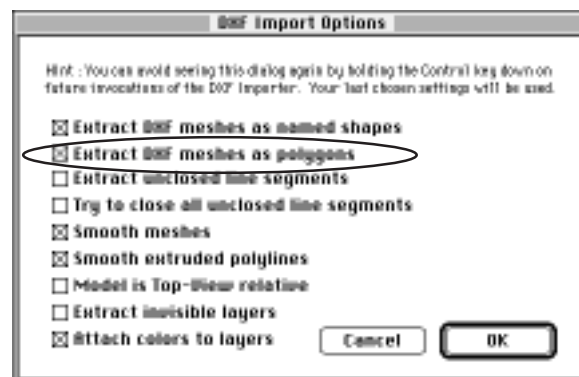 DXF Import Options
Hint : You can avoid seeing this dialog again by holding the Control key down on
future invocations of the DXF Importer. Your last chosen settings will be used.
Extract DXF meshes as named shapes
Extract DXF meshes as polygons
Extract unclosed line segments
Try to close all unclosed line segments
Smooth meshes
Smooth extruded polylines
Model is Top-View relative
Extract invisible layers
Attach colors to layers
Cancel
OK